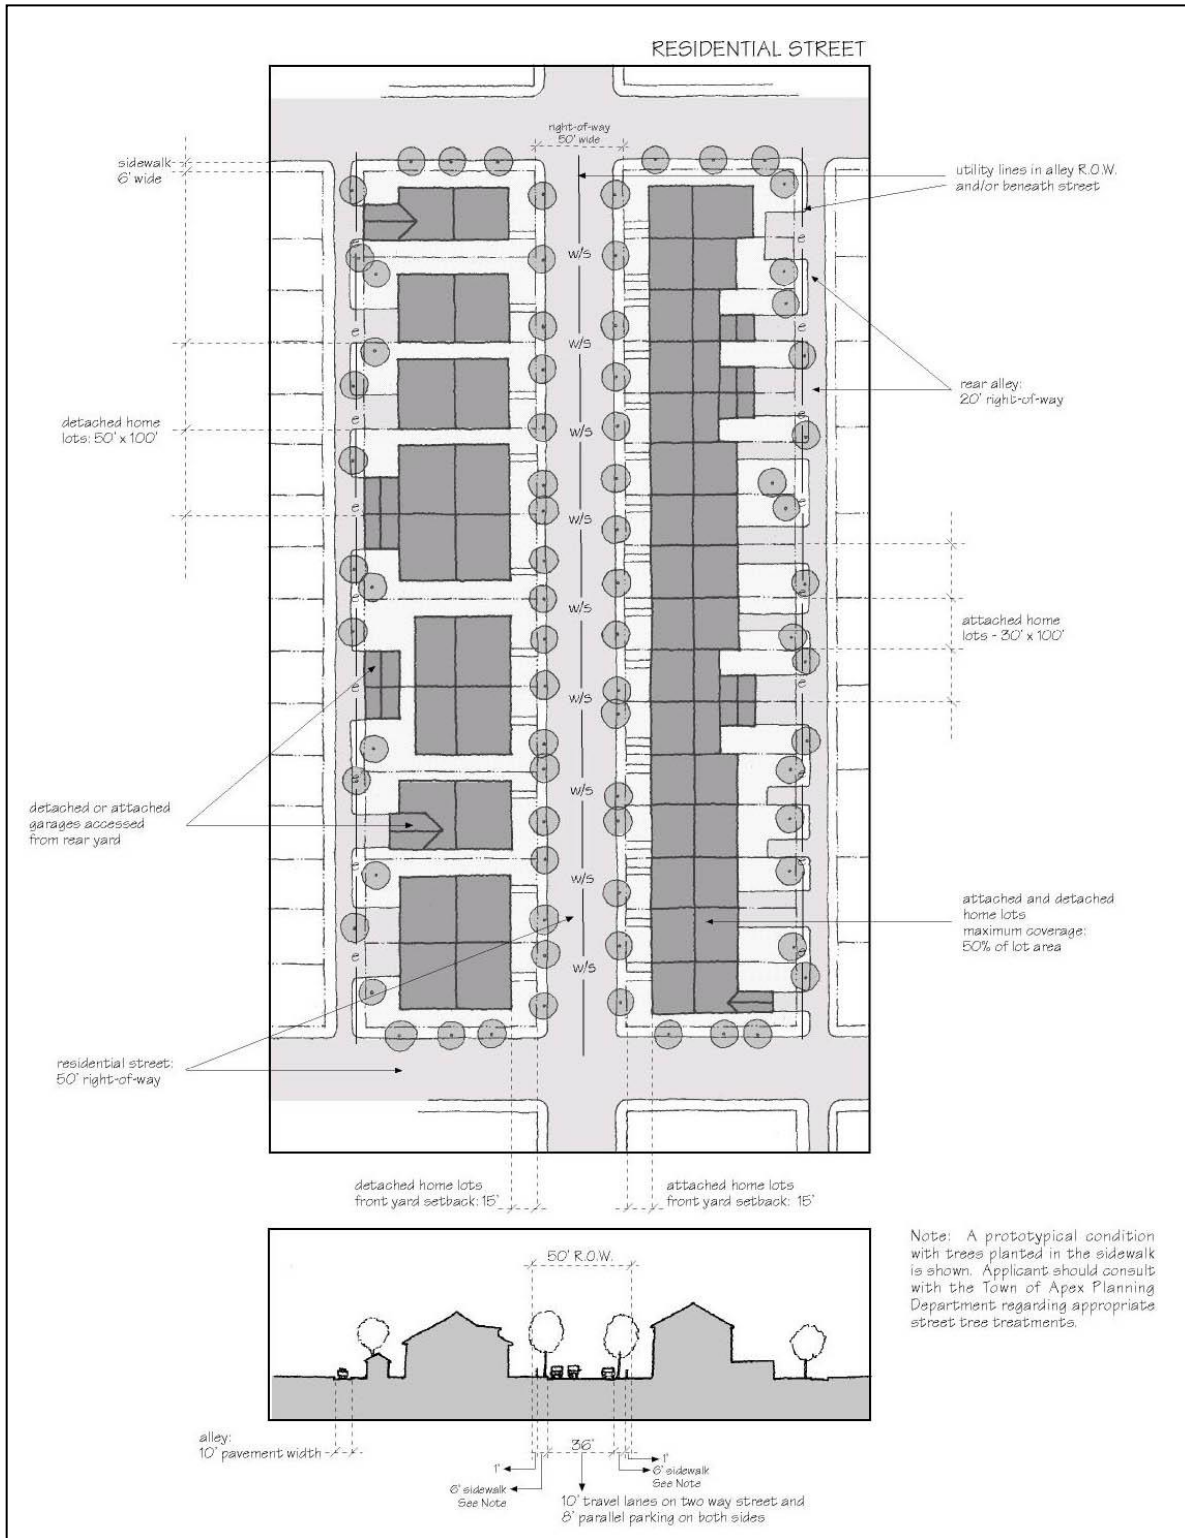 RESIDENTIAL STREET
right-of-way
50' wide
sidewalk
6' wide
utility lines in alley R.O.W.
and/or beneath street
e
e
w/s
e
w/s
rear alley:
20' right-of-way
e
detached home
lots: 50' x 100'
e
w/s
e
e
w/s
e
e
w/s
attached home
lots - 30' x 100'
e
e
w/s
e
e
w/s
detached or attached
garages accessed
from rear yard
e
e
w/s
attached and detached
home lots
maximum coverage:
50% of lot area
e
e
w/s
residential street:
50' right-of-way
detached home lots
front yard setback: 15'
attached home lots
front yard setback: 15'
50' R.O.W.
Note: A prototypical condition
with trees planted in the sidewalk
is shown. Applicant should consult
with the Town of Apex Planning
Department regarding appropriate
street tree treatments.
alley:
10' pavement width
36'
1'
1'
6' sidewalk
See Note
6' sidewalk
See Note
10' travel lanes on two way street and
8' parallel parking on both sides